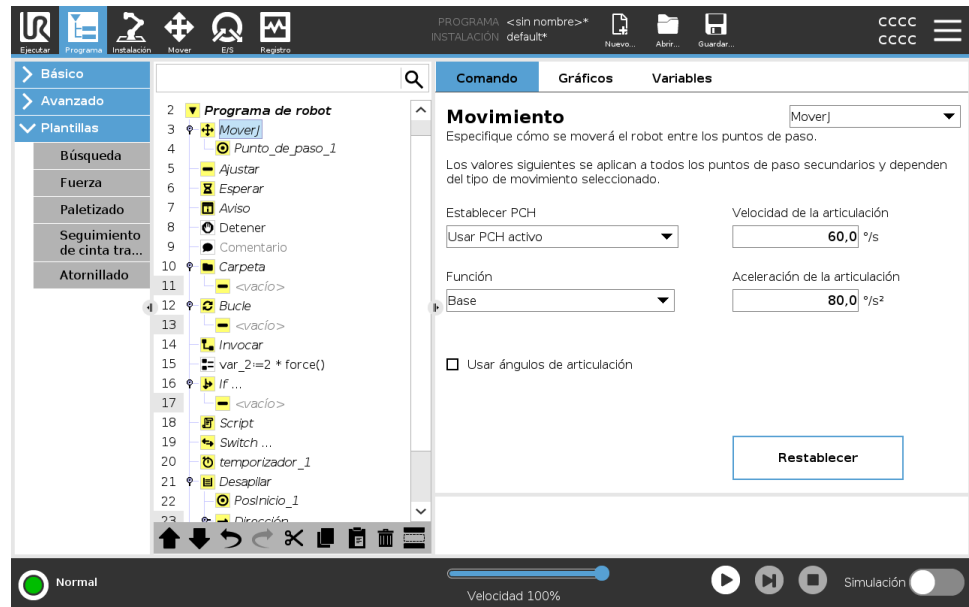 PROGRAMA <sin nombre>*
INSTALACIÓN default*
Ejecutar
Programa
Instalación
Mover
E/S
Registro
Nuevo...
Abrir...
Guardar...
cccc
cccc
Básico
Avanzado
Plantillas
Búsqueda
Fuerza
Paletizado
Seguimiento
de cinta tra...
Atornillado
2 Programa de robot
3 MoverJ
4 Punto_de_paso_1
5 Ajustar
6 Esperar
7 Aviso
8 Detener
9 Comentario
10 Carpeta
11 <vacío>
12 Bucle
13 <vacío>
14 Invocar
15 var_2:=2 * force()
16 If ...
17 <vacío>
18 Script
19 Switch ...
20 temporizador_1
21 Desapilar
22 PosInicio_1
23 Dirección
Comando
Gráficos
Variables
Movimiento
MoverJ
Especifique cómo se moverá el robot entre los puntos de paso.
Los valores siguientes se aplican a todos los puntos de paso secundarios y dependen
del tipo de movimiento seleccionado.
Establecer PCH
Usar PCH activo
Velocidad de la articulación
60,0 °/s
Función
Base
Aceleración de la articulación
80,0 °/s²
Usar ángulos de articulación
Restablecer
Normal
Velocidad 100%
Simulación